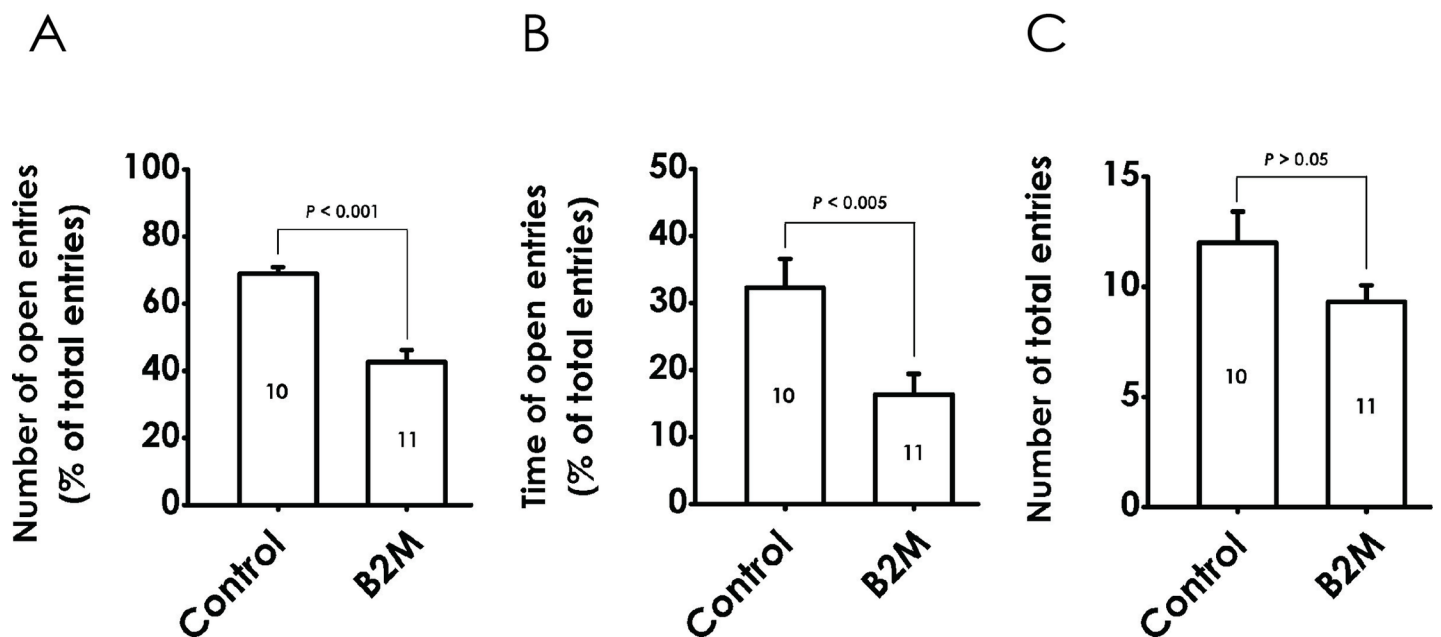 A
Number of open entries
(% of total entries)
100
80
60
40
20
0
P < 0.001
10
11
Control
B2M
B
Time of open entries
(% of total entries)
50
40
30
20
10
0
P < 0.005
10
11
Control
B2M
C
Number of total entries
15
10
5
0
P > 0.05
10
11
Control
B2M